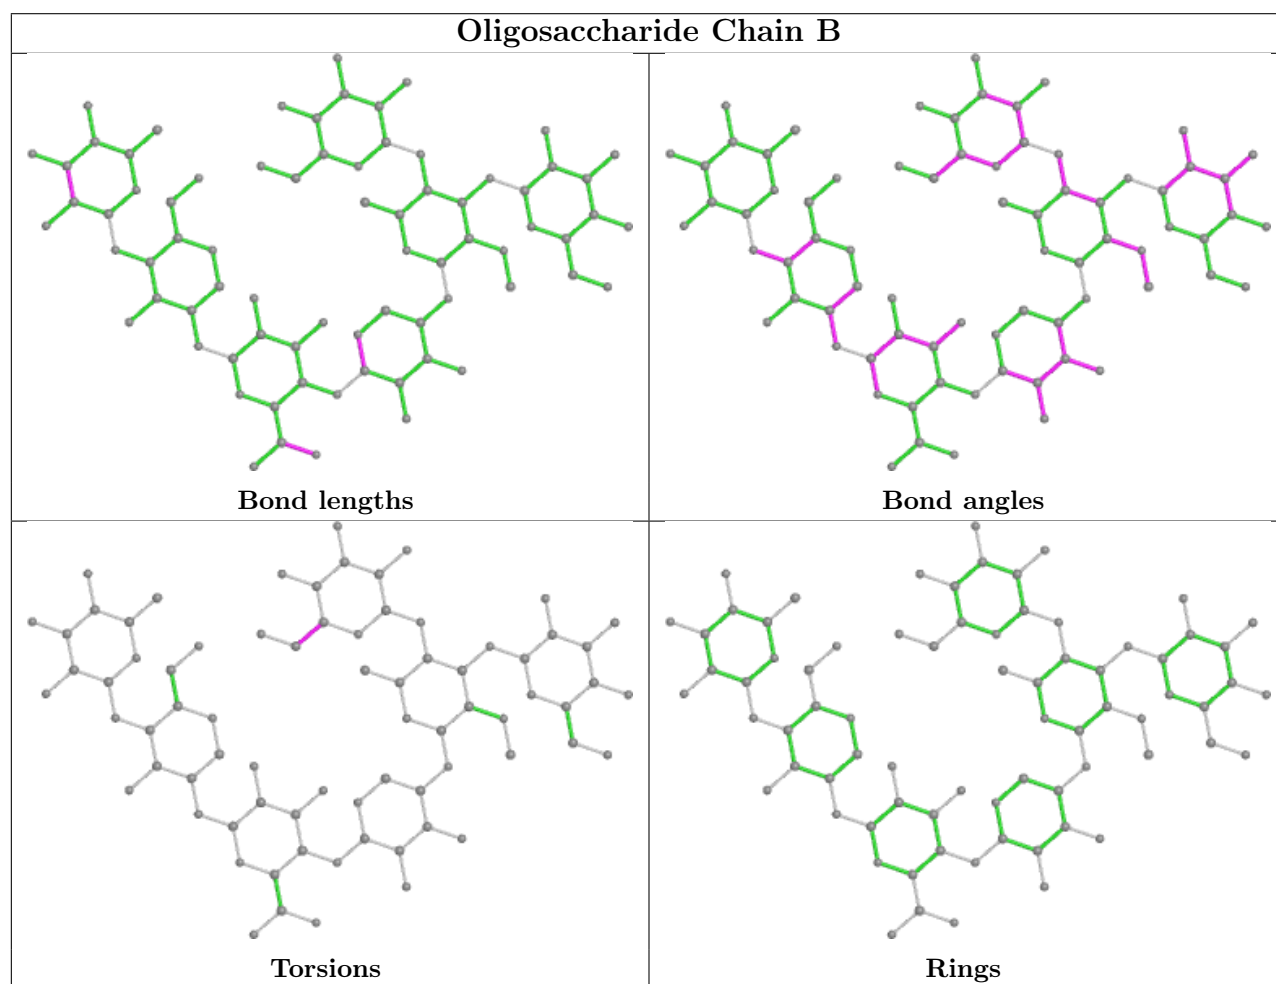 Oligosaccharide Chain B
Bond lengths
Bond angles
Torsions
Rings